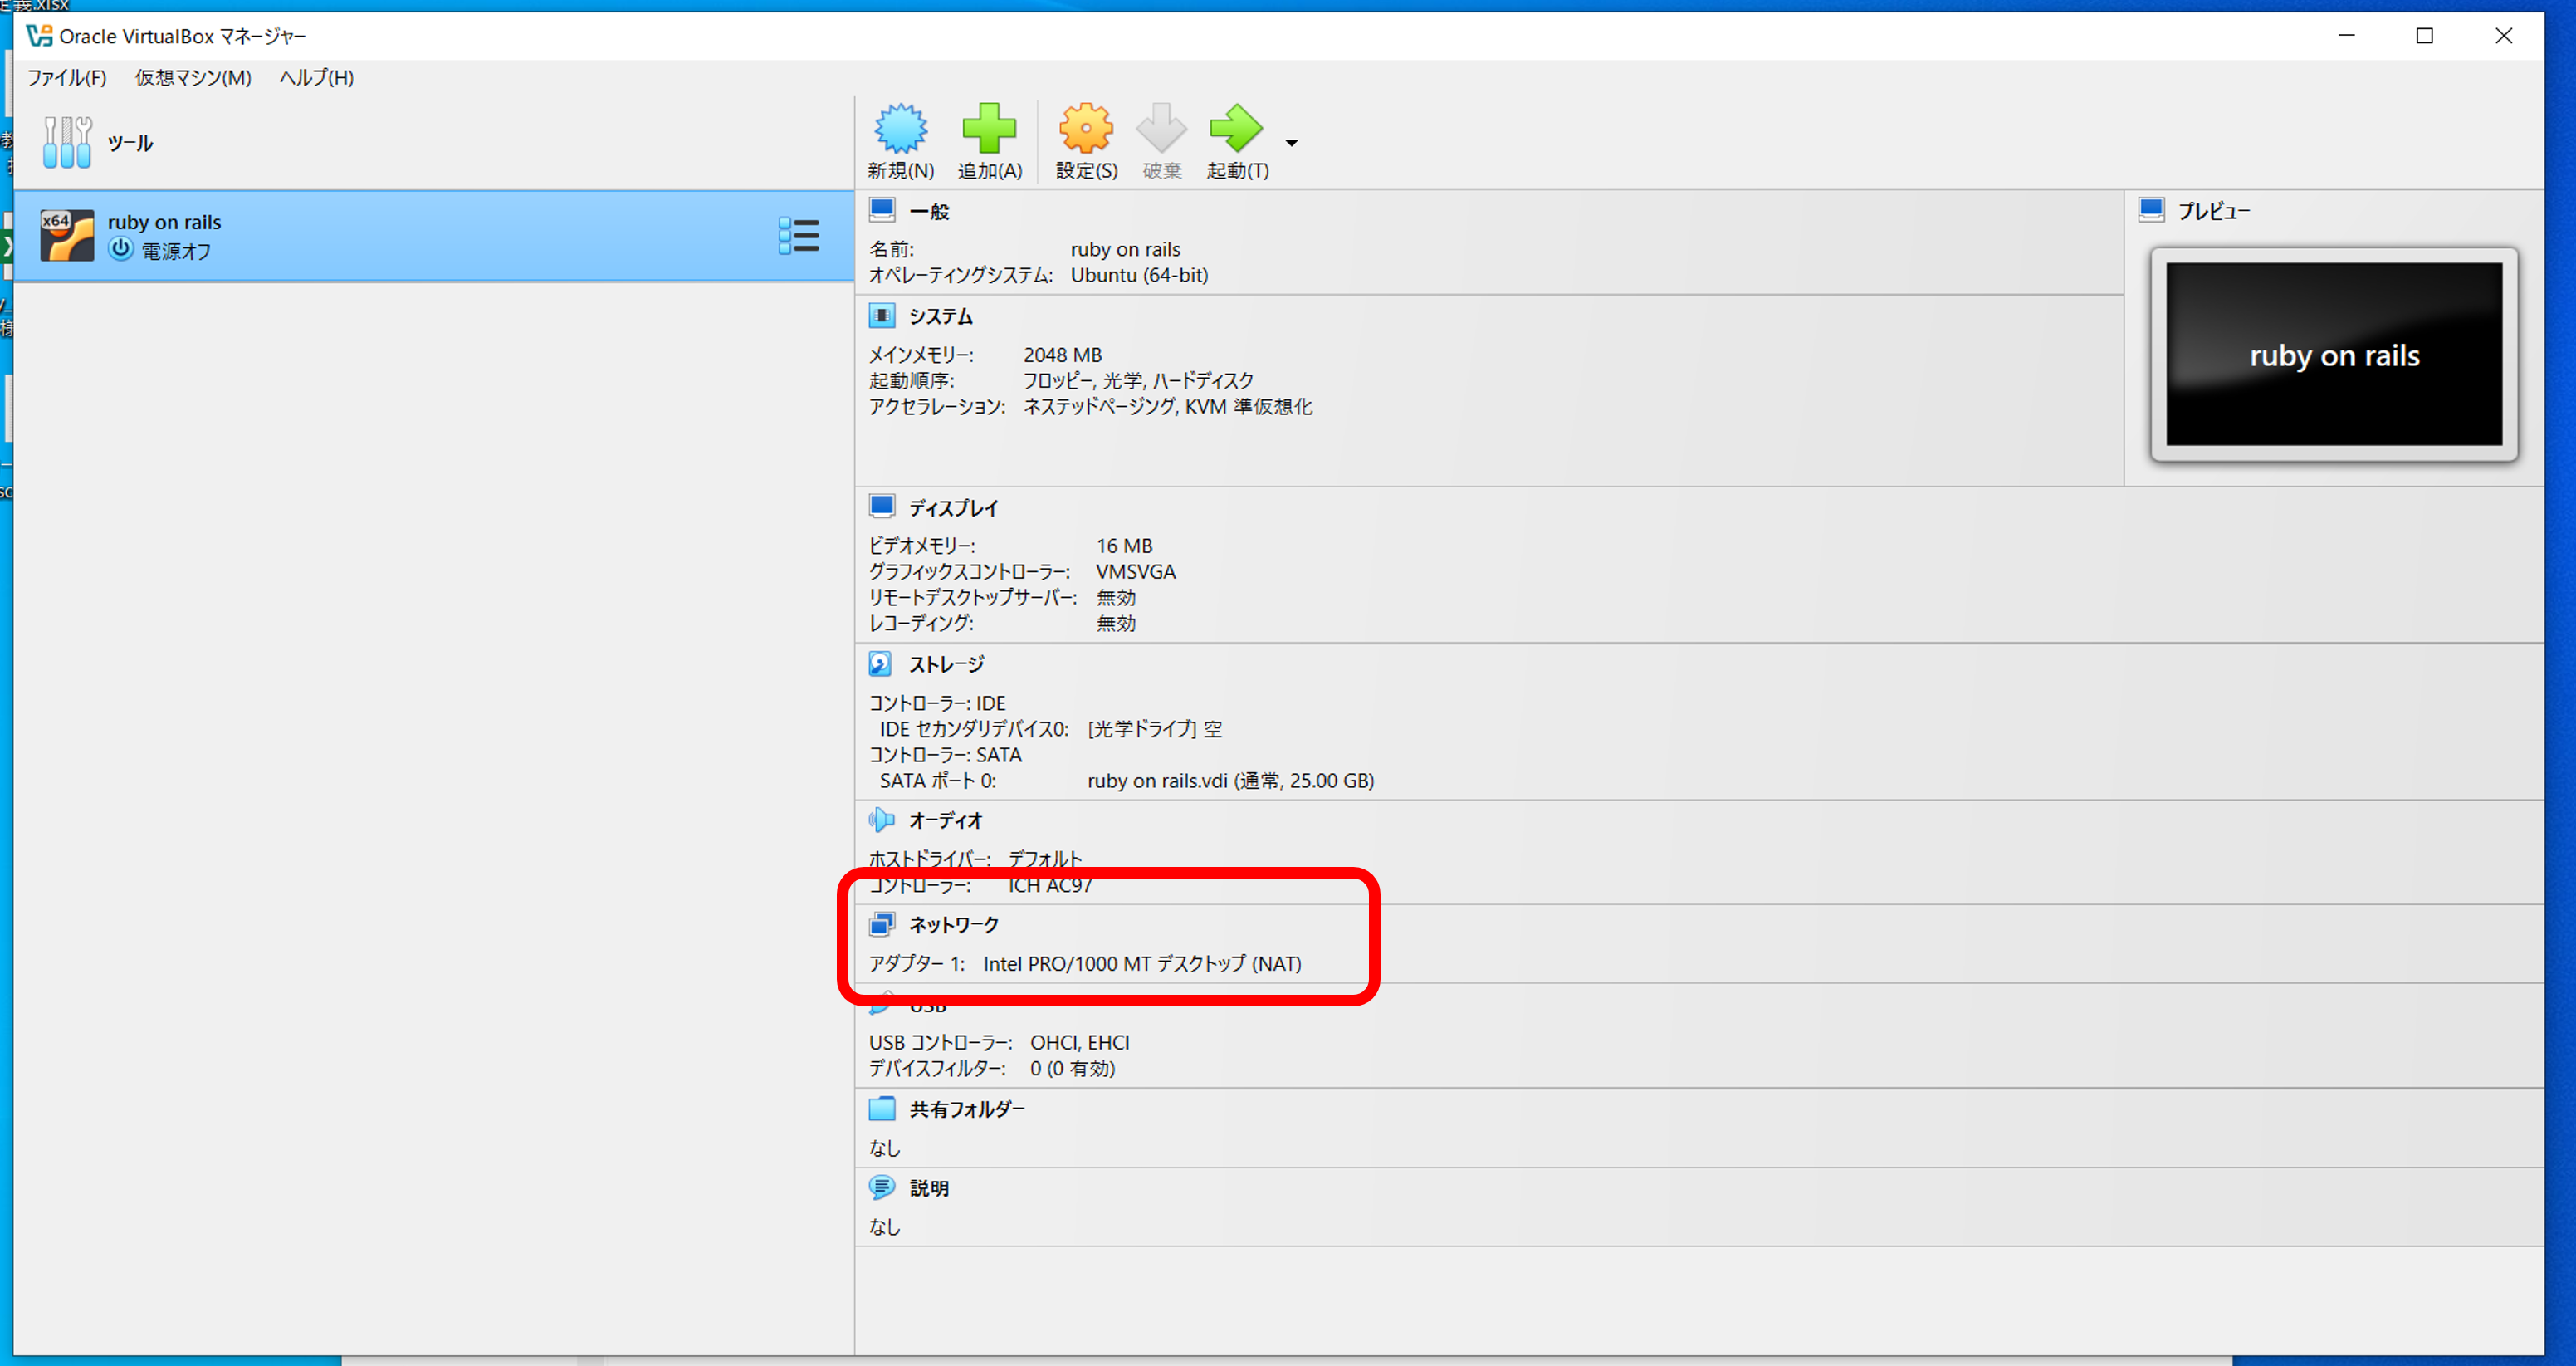 定義.xlsx
Oracle VirtualBox マネージャー
ファイル(F) 仮想マシン(M) ヘルプ(H)
ツール
新規(N) 追加(A) 設定(S) 破棄 起動(T)
x64
ruby on rails
電源オフ
一般
名前: ruby on rails
オペレーティングシステム: Ubuntu (64-bit)
プレビュー
ruby on rails
システム
メインメモリー: 2048 MB
起動順序: フロッピー, 光学, ハードディスク
アクセラレーション: ネステッドページング, KVM 準仮想化
ディスプレイ
ビデオメモリー: 16 MB
グラフィックスコントローラー: VMSVGA
リモートデスクトップサーバー: 無効
レコーディング: 無効
ストレージ
コントローラー: IDE
IDE セカンダリデバイス0: [光学ドライブ] 空
コントローラー: SATA
SATA ポート 0: ruby on rails.vdi (通常, 25.00 GB)
オーディオ
ホストドライバー: デフォルト
コントローラー: ICH AC97
ネットワーク
アダプター 1: Intel PRO/1000 MT デスクトップ (NAT)
USB
USB コントローラー: OHCI, EHCI
デバイスフィルター: 0 (0 有効)
共有フォルダー
なし
説明
なし